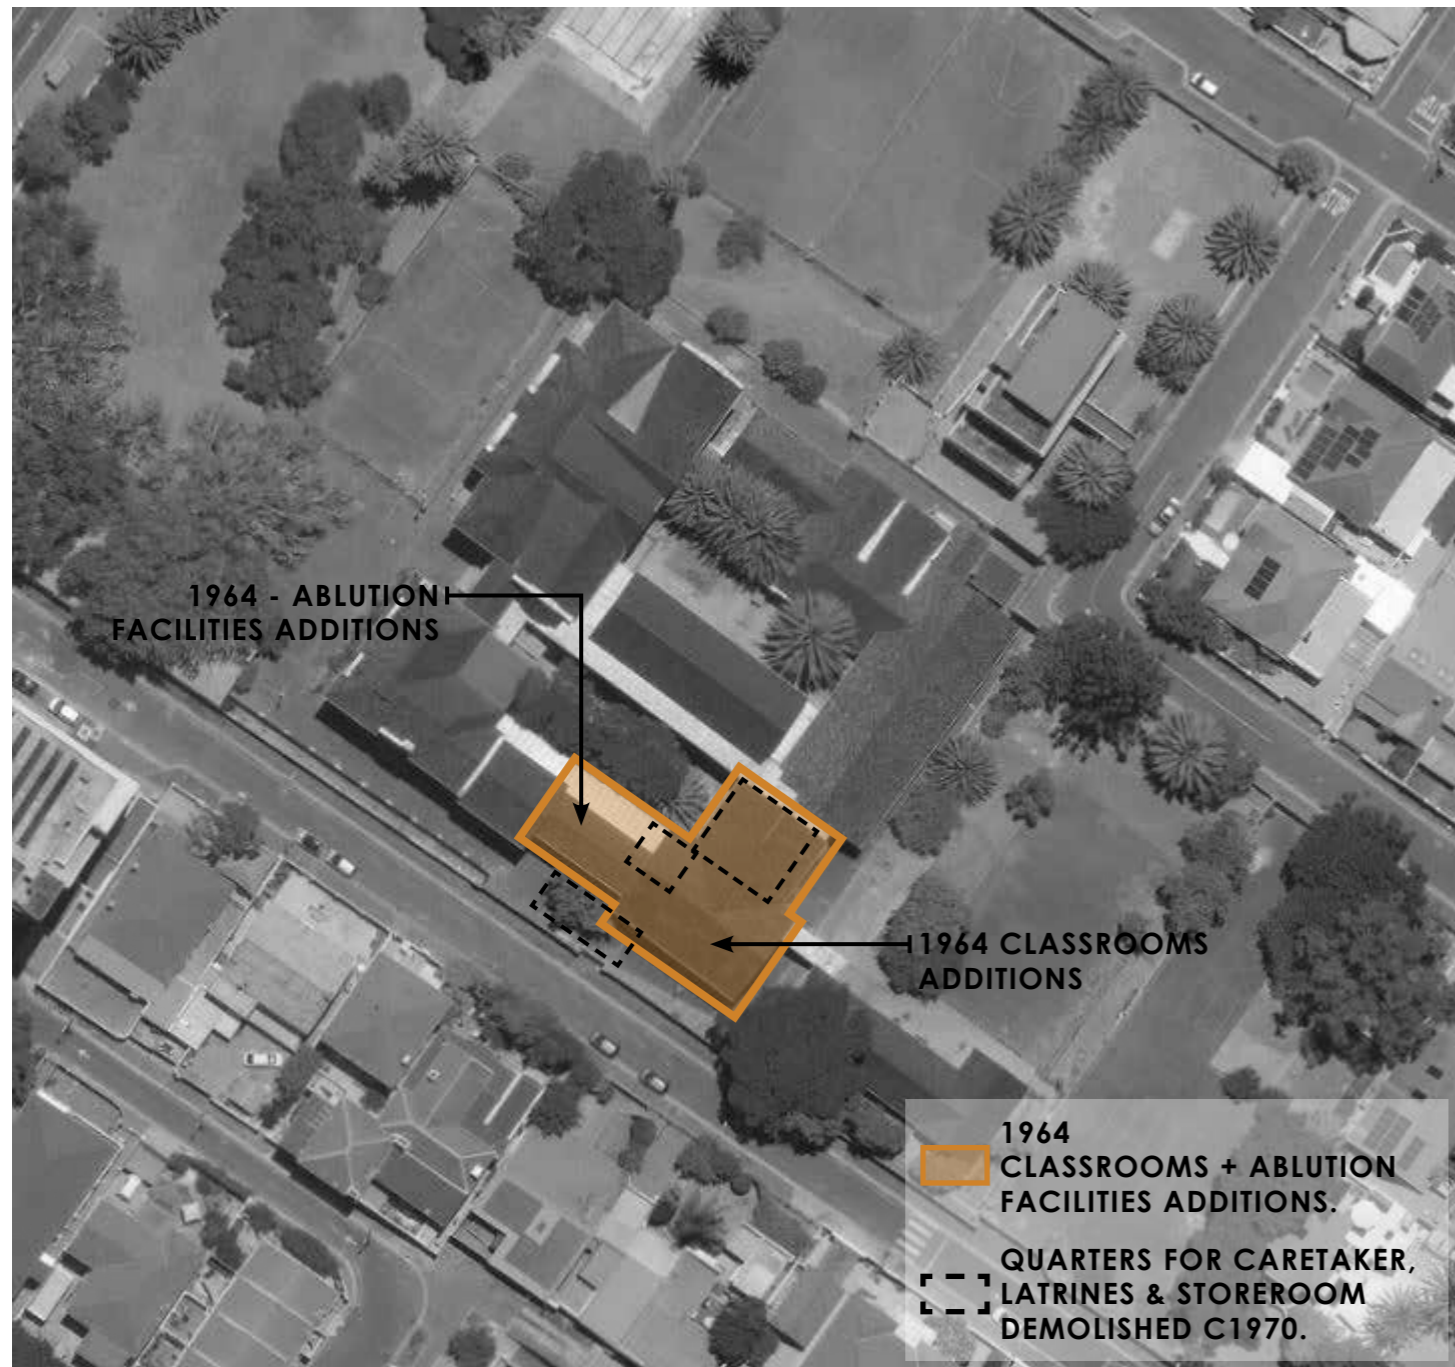 1964 - ABLUTION
FACILITIES ADDITIONS
1964 CLASSROOMS
ADDITIONS
1964
CLASSROOMS + ABLUTION
FACILITIES ADDITIONS.
QUARTERS FOR CARETAKER,
LATRINES & STOREROOM
DEMOLISHED C1970.